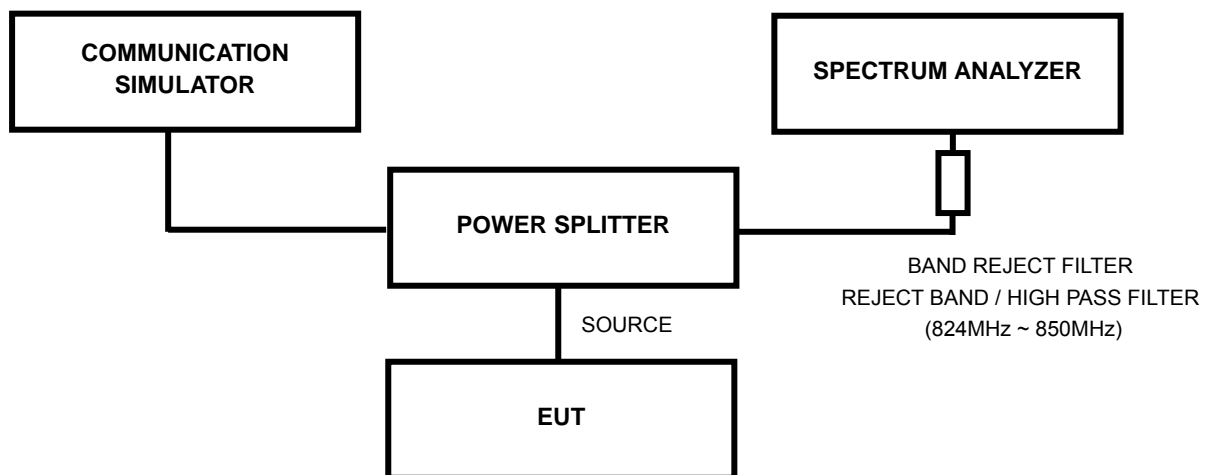 COMMUNICATION
SIMULATOR
SPECTRUM ANALYZER
POWER SPLITTER
BAND REJECT FILTER
REJECT BAND / HIGH PASS FILTER
(824MHz ~ 850MHz)
SOURCE
EUT